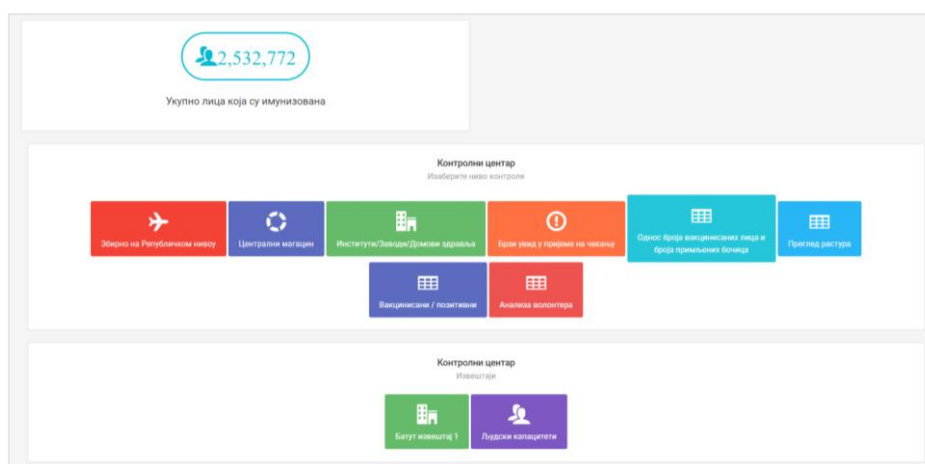 2,532,772
Укупно лица која су имунизована
Контролни центар
Изаберите ниво контроле
Збирно на Републичком нивоу
Централни магацин
Институти/Заводи/Домови здравља
Брзи увид у пријеме на чекању
Однос броја вакцинисаних лица и
броја примљених бочица
Преглед растура
Вакцинисани / позитивни
Анализа волонтера
Контролни центар
Извештаји
Батут извештај 1
Људски капацитети